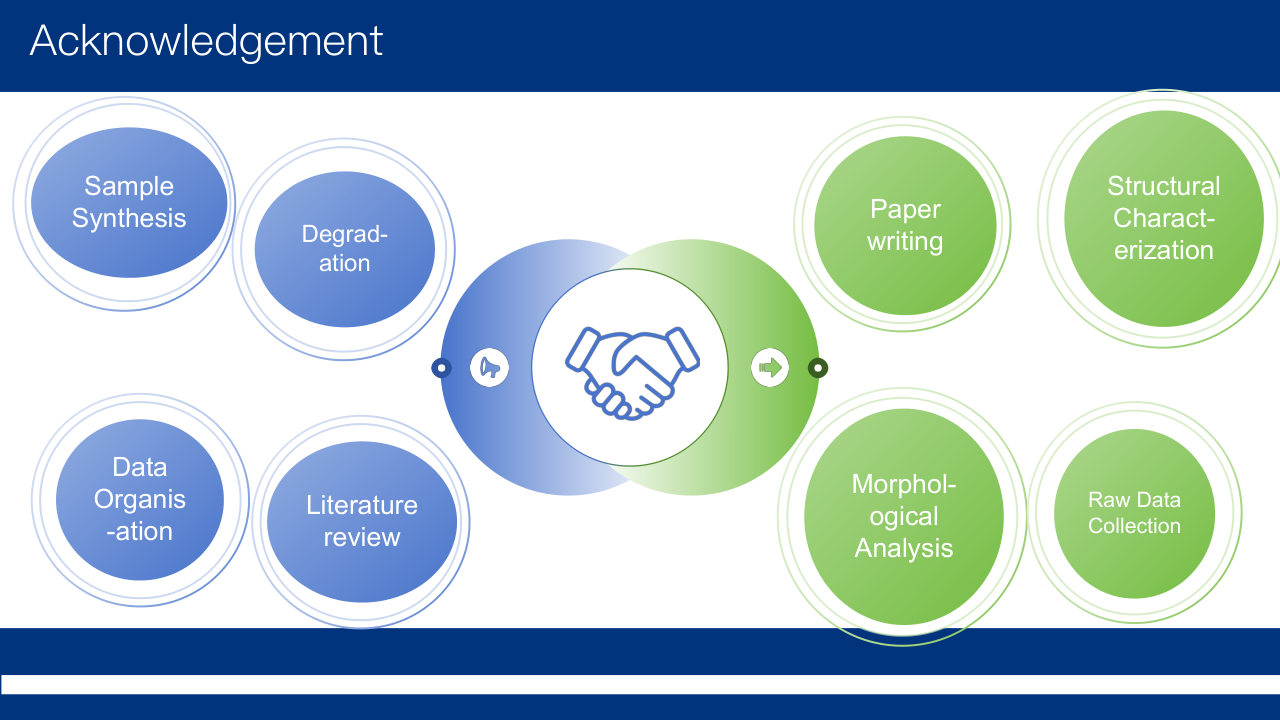 Acknowledgement
Sample
Synthesis
Degrad-
ation
Paper
writing
Structural
Charact-
erization
Data
Organis
-ation
Literature
review
Morphol-
ogical
Analysis
Raw Data
Collection